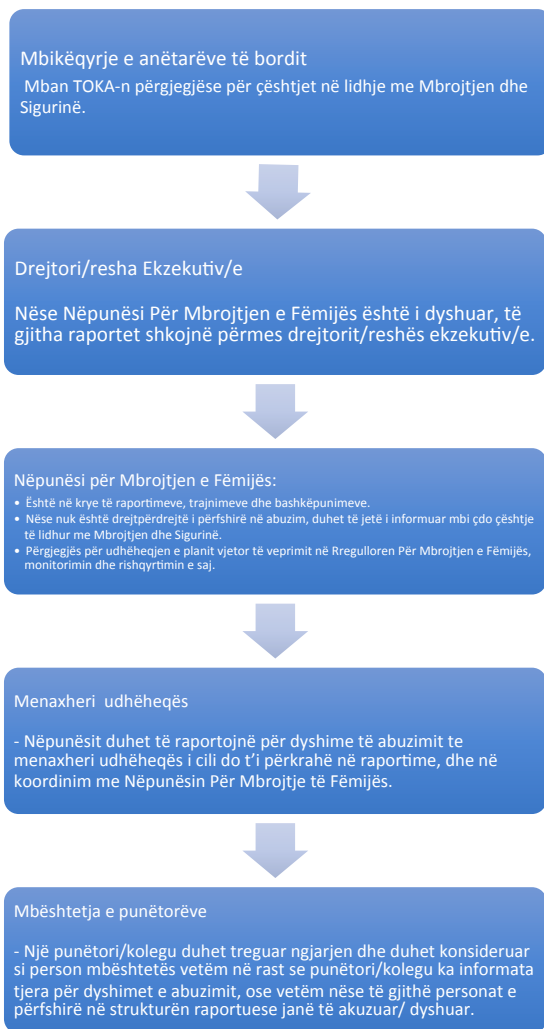 Mbikëqyrje e anëtarëve të bordit
Mban TOKA-n përgjegjëse për çështjet në lidhje me Mbrojtjen dhe
Sigurinë.
Drejtori/resha Ekzekutiv/e
Nëse Nëpunësi Për Mbrojtjen e Fëmijës është i dyshuar, të
gjitha raportet shkojnë përmes drejtorit/reshës ekzekutiv/e.
Nëpunësi për Mbrojtjen e Fëmijës:
• Është në krye të raportimeve, trajnimeve dhe bashkëpunimeve.
• Nëse nuk është drejtpërdrejtë i përfshirë në abuzim, duhet të jetë i informuar mbi çdo çështje
të lidhur me Mbrojtjen dhe Sigurinë.
• Përgjegjës për udhëheqjen e planit vjetor të veprimit në Rregulloren Për Mbrojtjen e Fëmijës,
monitorimin dhe rishqyrtimin e saj.
Menaxheri udhëheqës
- Nëpunësit duhet të raportojnë për dyshime të abuzimit te
menaxheri udhëheqës i cili do t'i përkrahë në raportime, dhe në
koordinim me Nëpunësin Për Mbrojtje të Fëmijës.
Mbështetja e punëtorëve
- Një punëtori/kolegu duhet treguar ngjarjen dhe duhet konsideruar
si person mbështetës vetëm në rast se punëtori/kolegu ka informata
tjera për dyshimet e abuzimit, ose vetëm nëse të gjithë personat e
përfshirë në strukturën raportuese janë të akuzuar/ dyshuar.